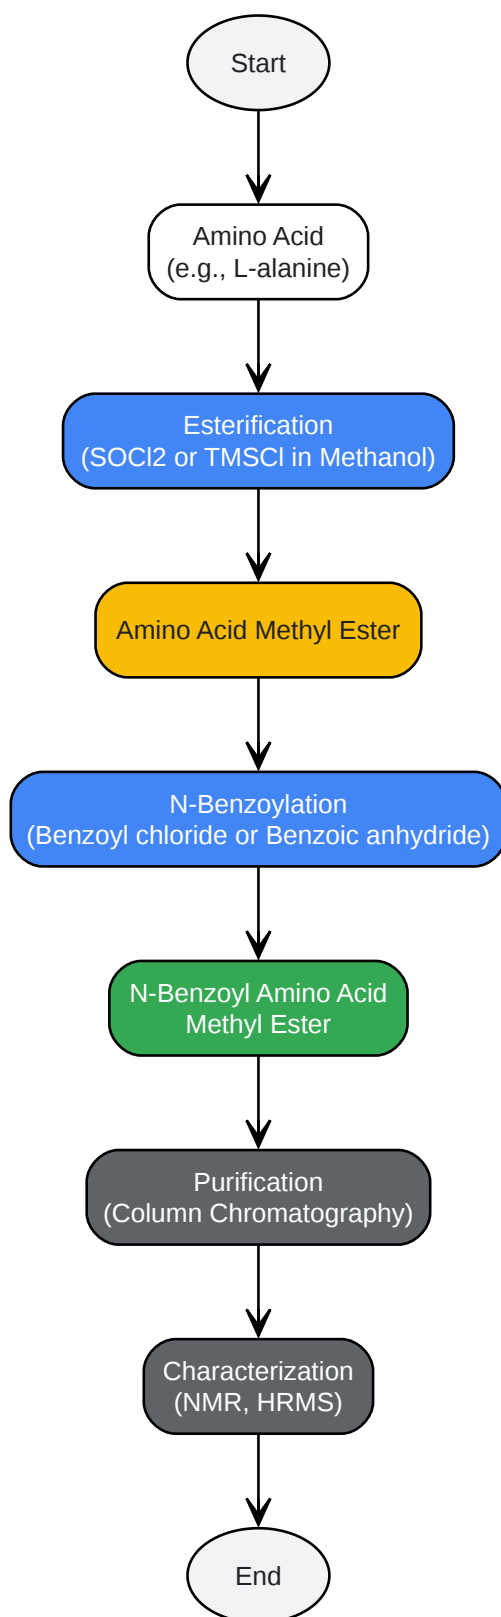 Start
Amino Acid
(e.g., L-alanine)
Esterification
(SOCl2 or TMSCl in Methanol)
Amino Acid Methyl Ester
N-Benzoylation
(Benzoyl chloride or Benzoic anhydride)
N-Benzoyl Amino Acid
Methyl Ester
Purification
(Column Chromatography)
Characterization
(NMR, HRMS)
End